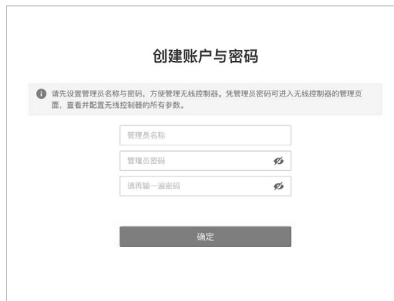 创建账户与密码
请先设置管理员名称与密码，方便管理无线控制器。凭管理员密码可进入无线控制器的管理页
面，查看并配置无线控制器的所有参数。
管理员名称
管理员密码
请再输一遍密码
确定